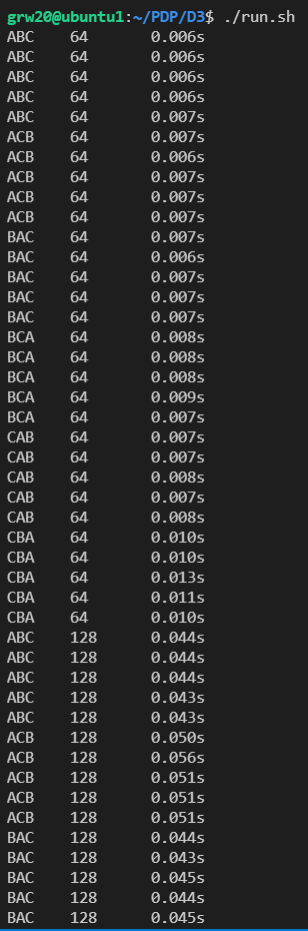 grw20@ubuntu1:~/PDP/D3$ ./run.sh
ABC 64 0.006s
ABC 64 0.006s
ABC 64 0.006s
ABC 64 0.006s
ABC 64 0.007s
ACB 64 0.007s
ACB 64 0.006s
ACB 64 0.007s
ACB 64 0.007s
ACB 64 0.007s
BAC 64 0.007s
BAC 64 0.006s
BAC 64 0.007s
BAC 64 0.007s
BAC 64 0.007s
BCA 64 0.008s
BCA 64 0.008s
BCA 64 0.008s
BCA 64 0.009s
BCA 64 0.007s
CAB 64 0.007s
CAB 64 0.007s
CAB 64 0.008s
CAB 64 0.007s
CAB 64 0.008s
CBA 64 0.010s
CBA 64 0.010s
CBA 64 0.013s
CBA 64 0.011s
CBA 64 0.010s
ABC 128 0.044s
ABC 128 0.044s
ABC 128 0.044s
ABC 128 0.043s
ABC 128 0.043s
ACB 128 0.050s
ACB 128 0.056s
ACB 128 0.051s
ACB 128 0.051s
ACB 128 0.051s
BAC 128 0.044s
BAC 128 0.043s
BAC 128 0.045s
BAC 128 0.044s
BAC 128 0.045s